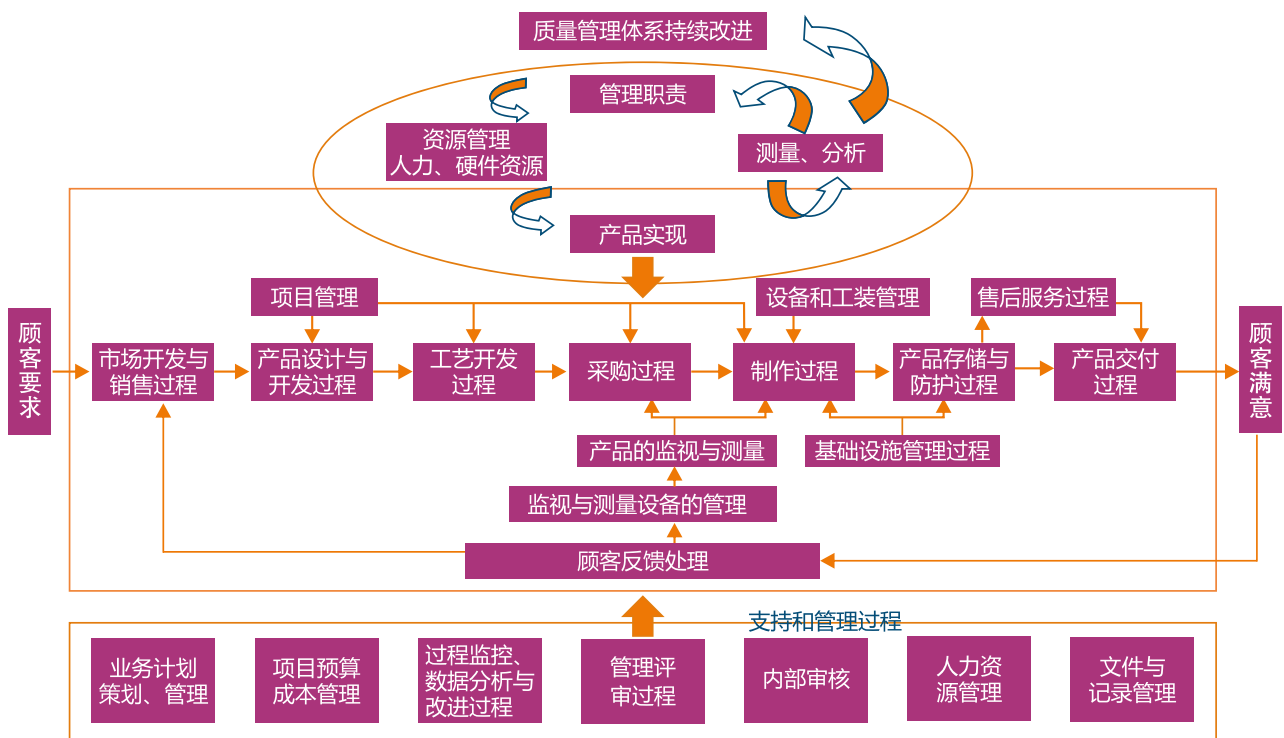 质量管理体系持续改进
管理职责
资源管理
人力、硬件资源
测量、分析
产品实现
项目管理
设备和工装管理
售后服务过程
顾客要求
市场开发与
销售过程
产品设计与
开发过程
工艺开发
过程
采购过程
制作过程
产品存储与
防护过程
产品交付
过程
顾客满意
产品的监视与测量
基础设施管理过程
监视与测量设备的管理
顾客反馈处理
支持和管理过程
业务计划
策划、管理
项目预算
成本管理
过程监控、
数据分析与
改进过程
管理评
审过程
内部审核
人力资
源管理
文件与
记录管理